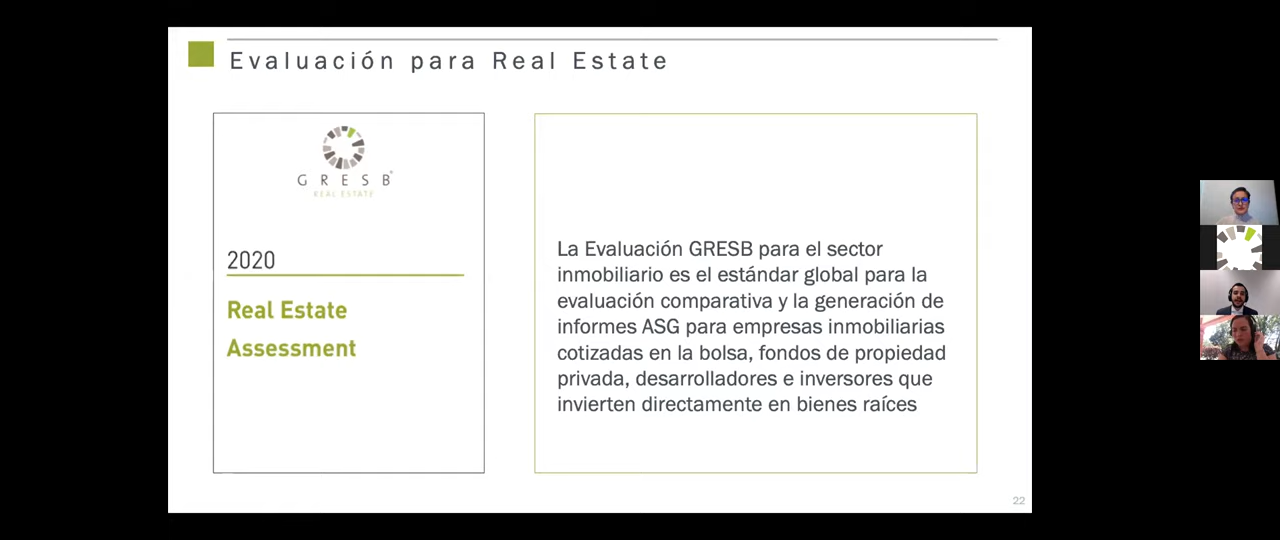 Evaluación para Real Estate
GRESB
REAL ESTATE
2020
Real Estate
Assessment
La Evaluación GRESB para el sector
inmobiliario es el estándar global para la
evaluación comparativa y la generación de
informes ASG para empresas inmobiliarias
cotizadas en la bolsa, fondos de propiedad
privada, desarrolladores e inversores que
invierten directamente en bienes raíces
22